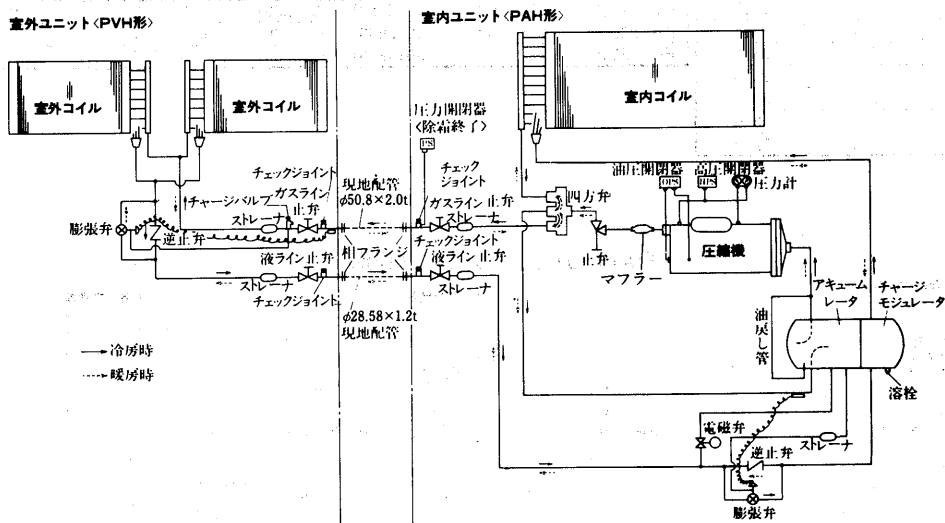 室外ユニット〈PVH形〉
室内ユニット〈PAH形〉
室外コイル
室外コイル
室内コイル
圧力開閉器
〈除霜終了〉
PS
油圧開閉器
高圧開閉器
圧力計
OPS
HPS
チェックジョイント
チャージバルブ
ガスライン
止弁
ストレーナ
現地配管
φ50.8×2.0t
チェック
ジョイント
ガスライン 止弁
ストレーナ
四方弁
止弁
マフラー
圧縮機
膨張弁
逆止弁
液ライン 止弁
ストレーナ
チェックジョイント
相フランジ
チェックジョイント
液ライン 止弁
ストレーナ
φ28.58×1.2t
現地配管
アキューム
レータ
チャージ
モジュレータ
油戻し管
溶栓
冷房時
暖房時
電磁弁
ストレーナ
逆止弁
膨張弁